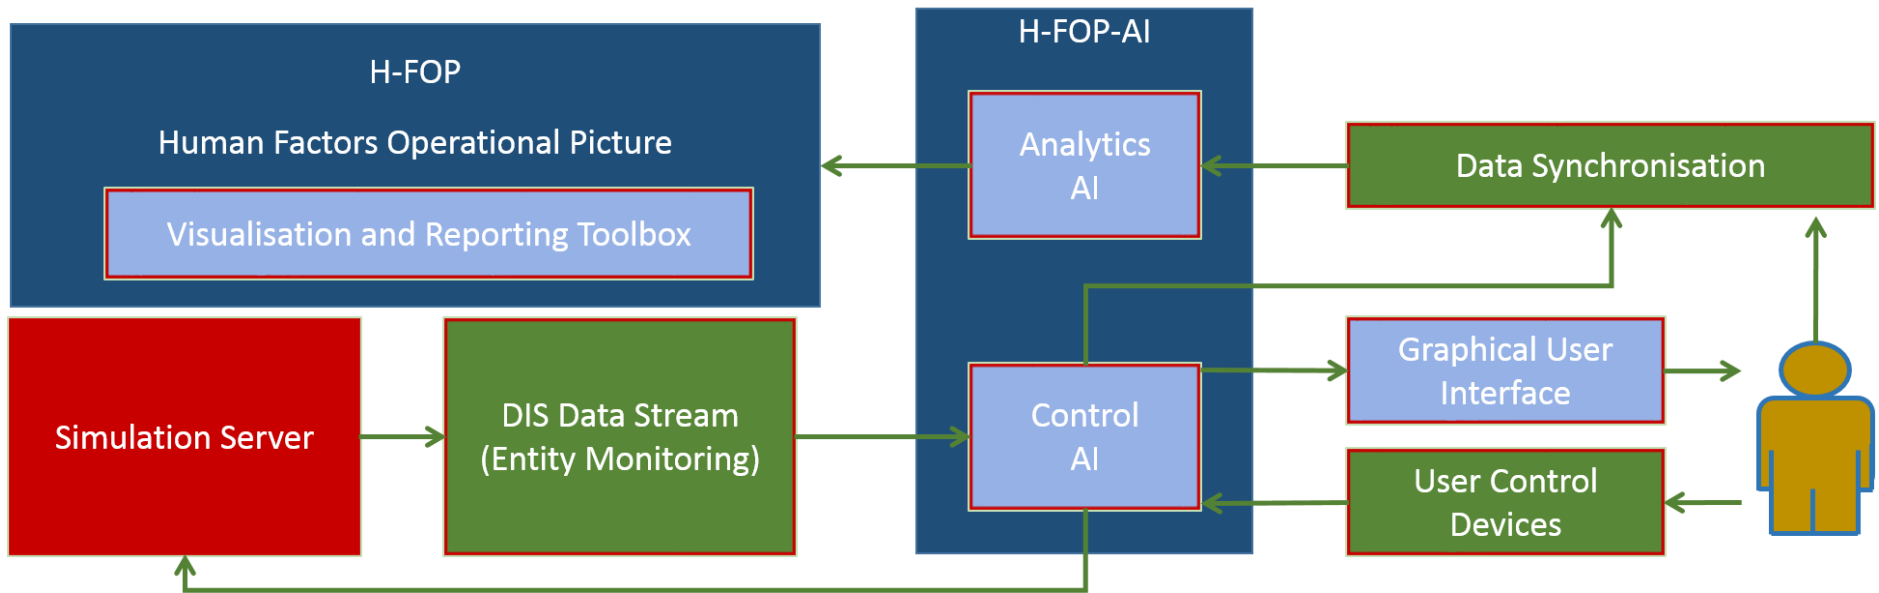 H-FOP
Human Factors Operational Picture
Visualisation and Reporting Toolbox
H-FOP-AI
Analytics
AI
Data Synchronisation
Simulation Server
DIS Data Stream
(Entity Monitoring)
Control
AI
Graphical User
Interface
User Control
Devices